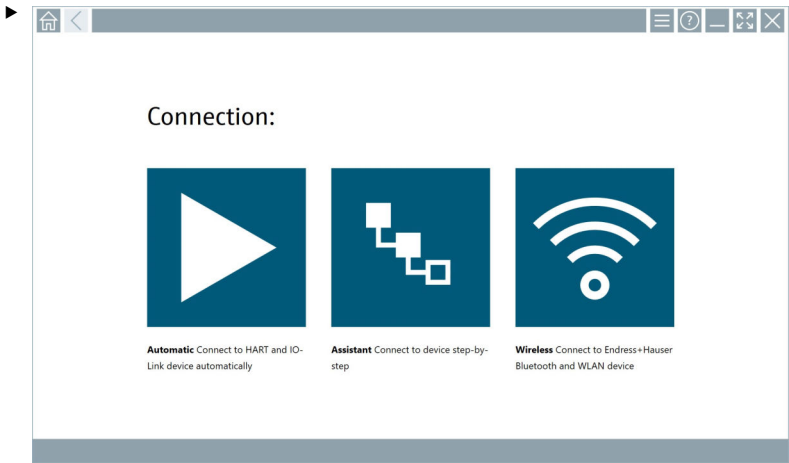 Connection:
Automatic Connect to HART and IO-
Link device automatically
Assistant Connect to device step-by-
step
Wireless Connect to Endress+Hauser
Bluetooth and WLAN device